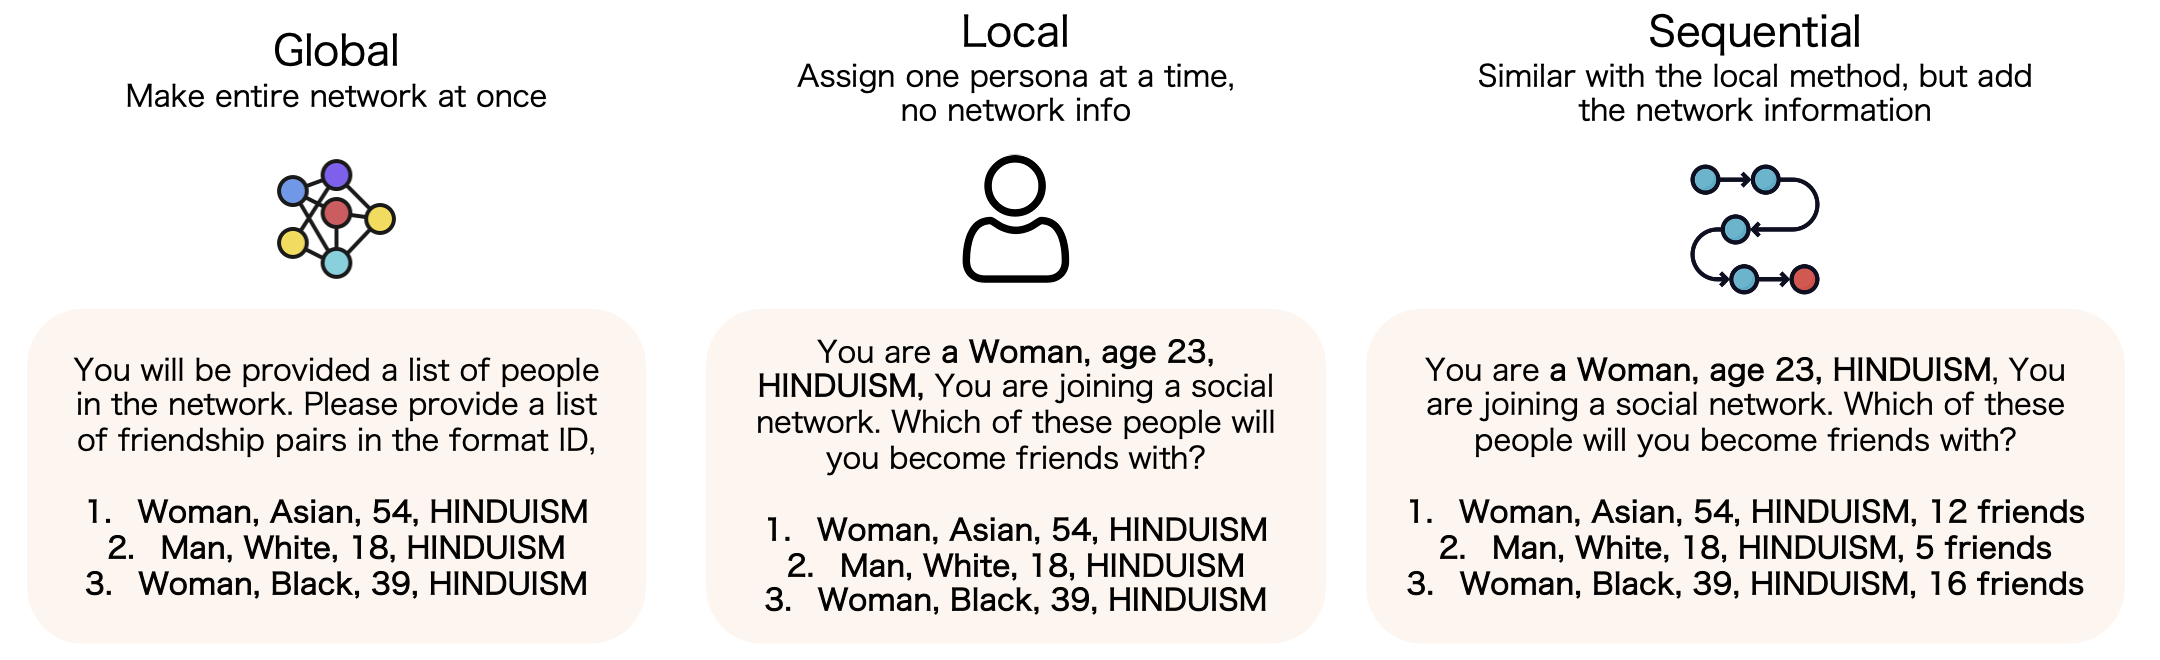 Global
Make entire network at once
You will be provided a list of people
in the network. Please provide a list
of friendship pairs in the format ID,
1. Woman, Asian, 54, HINDUISM
2. Man, White, 18, HINDUISM
3. Woman, Black, 39, HINDUISM
Local
Assign one persona at a time,
no network info
You are a Woman, age 23,
HINDUISM, You are joining a social
network. Which of these people will
you become friends with?
1. Woman, Asian, 54, HINDUISM
2. Man, White, 18, HINDUISM
3. Woman, Black, 39, HINDUISM
Sequential
Similar with the local method, but add
the network information
You are a Woman, age 23, HINDUISM, You
are joining a social network. Which of these
people will you become friends with?
1. Woman, Asian, 54, HINDUISM, 12 friends
2. Man, White, 18, HINDUISM, 5 friends
3. Woman, Black, 39, HINDUISM, 16 friends